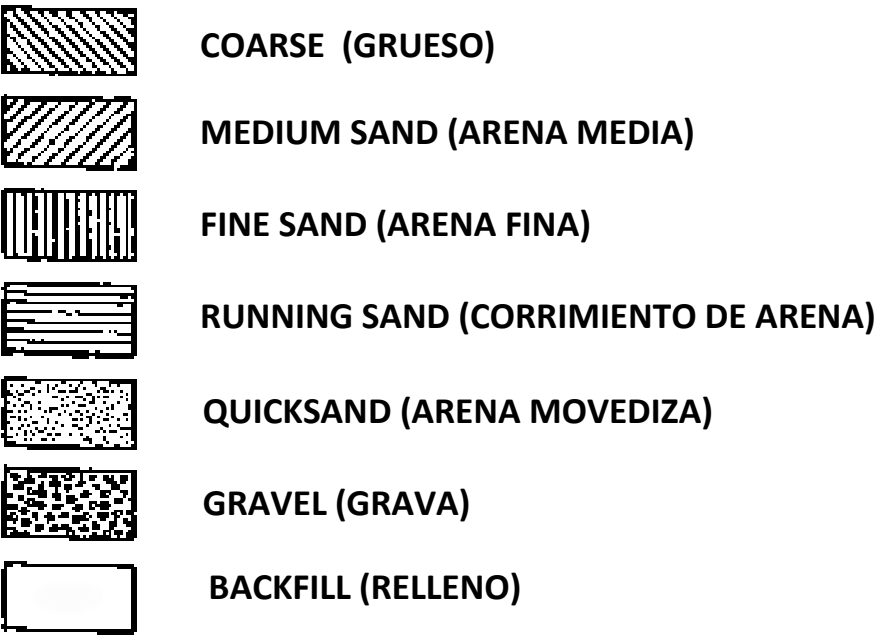 COARSE (GRUESO)
MEDIUM SAND (ARENA MEDIA)
FINE SAND (ARENA FINA)
RUNNING SAND (CORRIMIENTO DE ARENA)
QUICKSAND (ARENA MOVEDIZA)
GRAVEL (GRAVA)
BACKFILL (RELLENO)